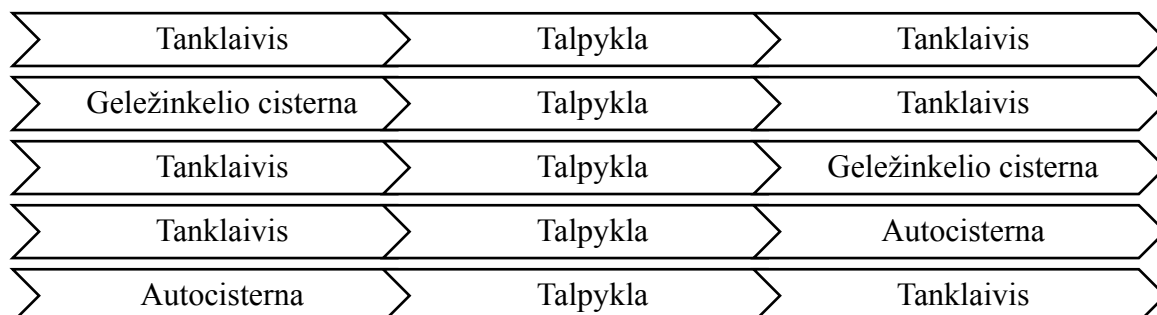 Tanklaivis Talpykla Tanklaivis
Geležinkelio cisterna Talpykla Tanklaivis
Tanklaivis Talpykla Geležinkelio cisterna
Tanklaivis Talpykla Autocisterna
Autocisterna Talpykla Tanklaivis